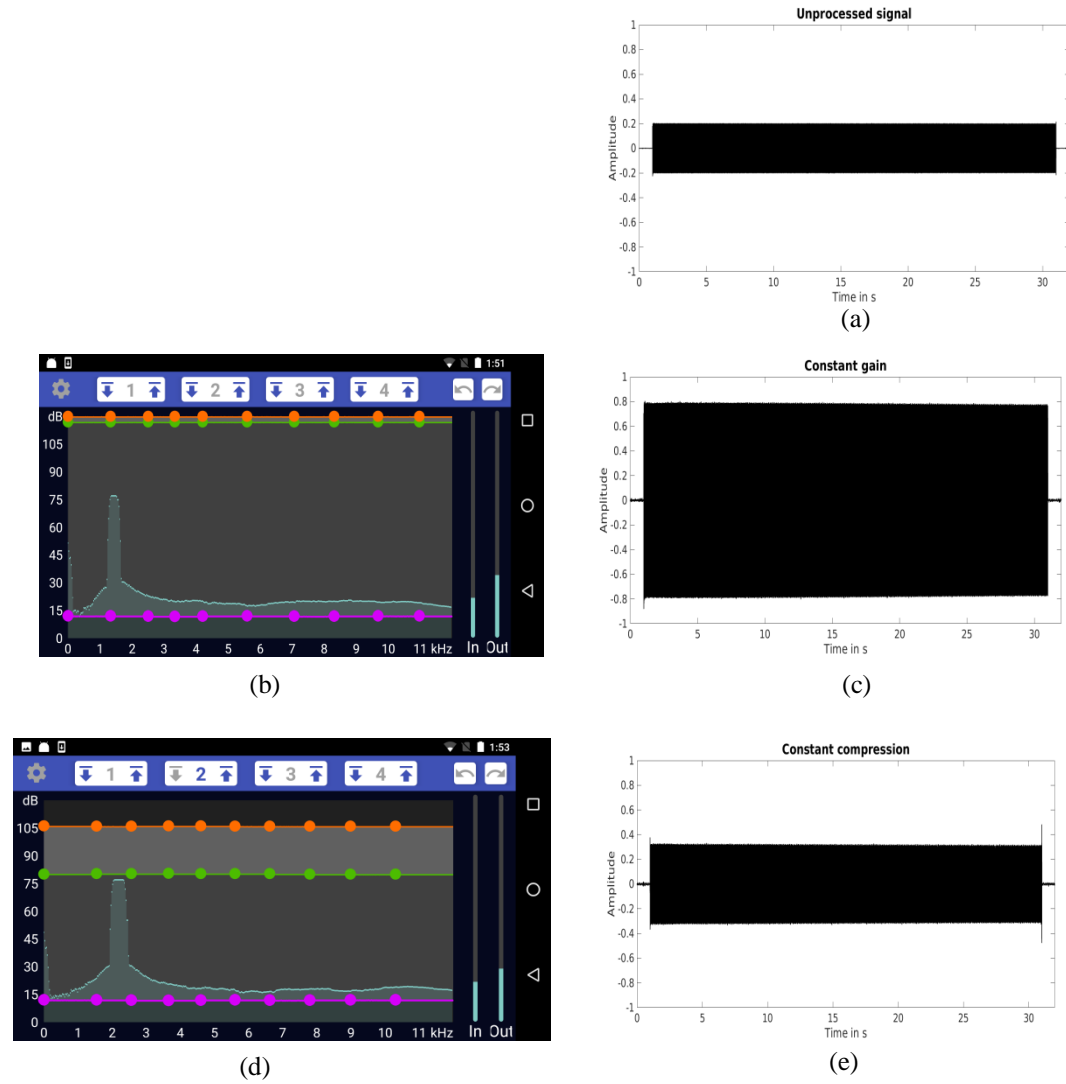 Unprocessed signal
1
0.8
0.6
0.4
0.2
0
-0.2
-0.4
-0.6
-0.8
-1
Amplitude
0 5 10 15 20 25 30
Time in s
(a)
1:51
1 2 3 4
dB
105
90
75
60
45
30
15
0
0 1 2 3 4 5 6 7 8 9 10 11 kHz
In Out
(b)
Constant gain
1
0.8
0.6
0.4
0.2
0
-0.2
-0.4
-0.6
-0.8
-1
Amplitude
0 5 10 15 20 25 30
Time in s
(c)
1:53
1 2 3 4
dB
105
90
75
60
45
30
15
0
0 1 2 3 4 5 6 7 8 9 10 11 kHz
In Out
(d)
Constant compression
1
0.8
0.6
0.4
0.2
0
-0.2
-0.4
-0.6
-0.8
-1
Amplitude
0 5 10 15 20 25 30
Time in s
(e)